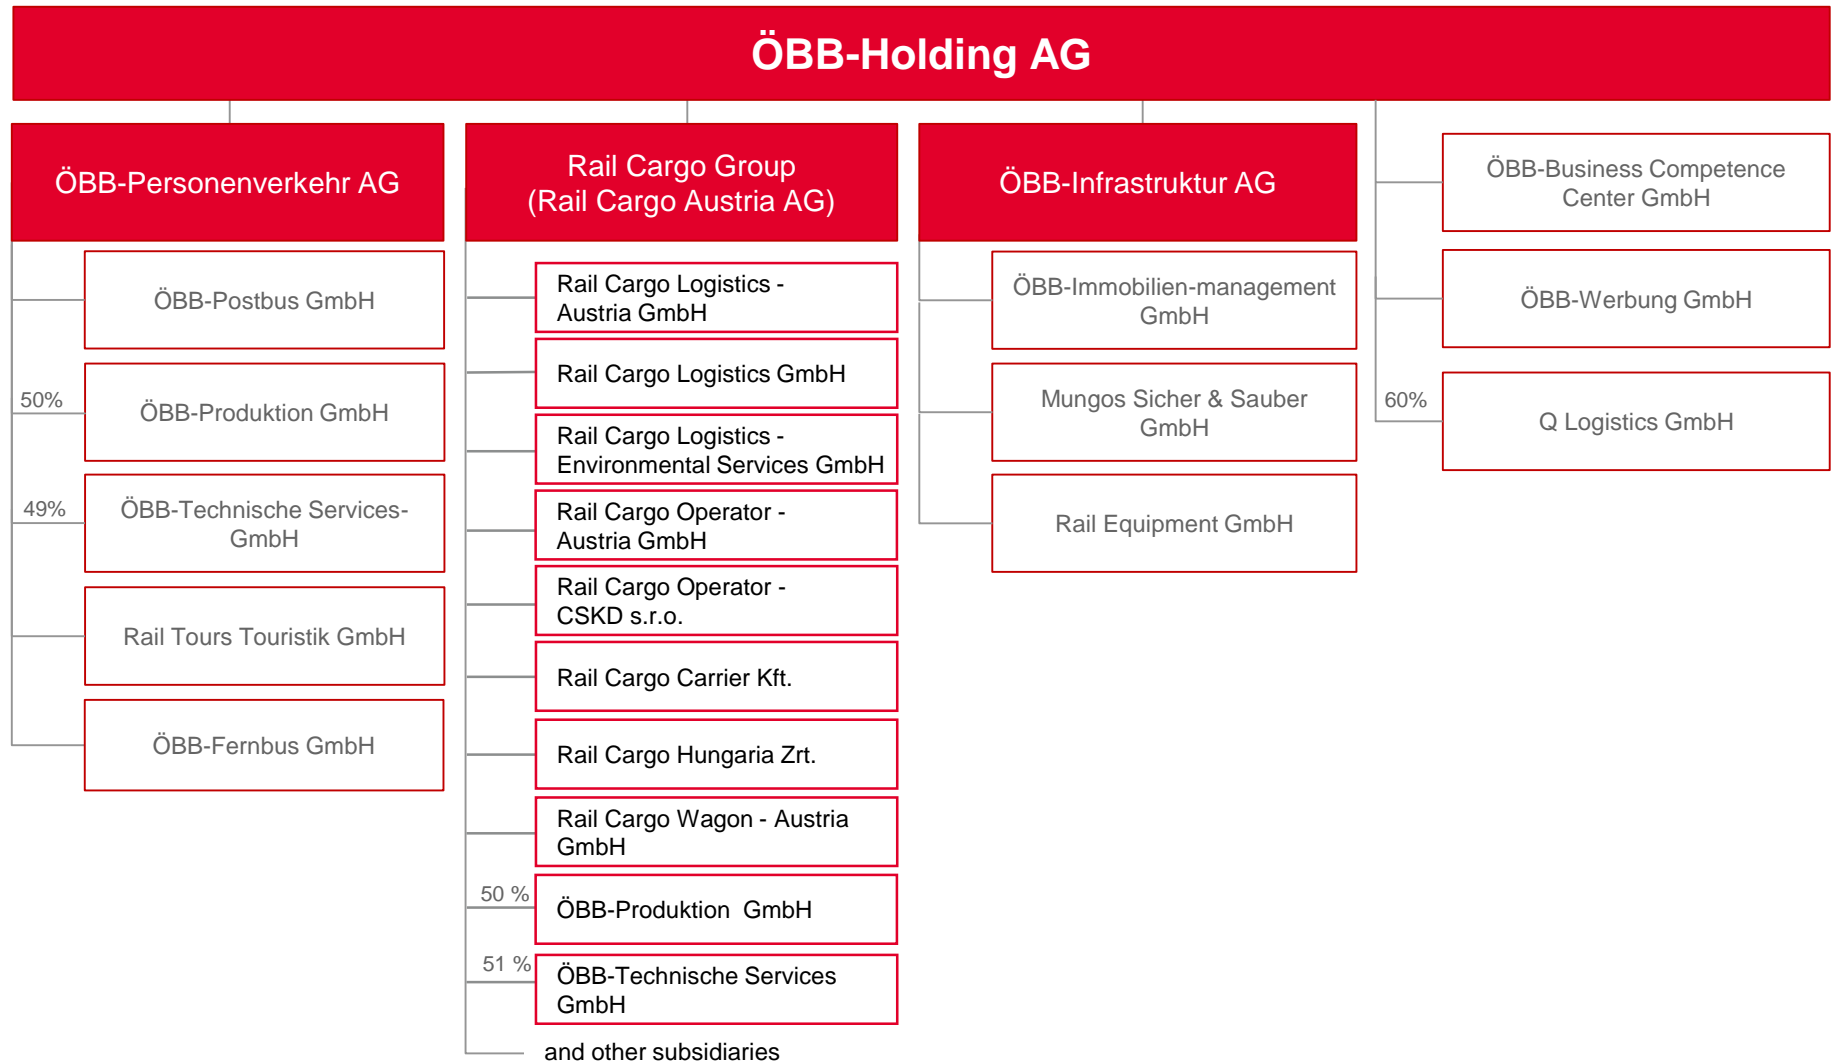 ÖBB-Holding AG
ÖBB-Personenverkehr AG
ÖBB-Postbus GmbH
50%
ÖBB-Produktion GmbH
49%
ÖBB-Technische Services-
GmbH
Rail Tours Touristik GmbH
ÖBB-Fernbus GmbH
Rail Cargo Group
(Rail Cargo Austria AG)
Rail Cargo Logistics -
Austria GmbH
Rail Cargo Logistics GmbH
Rail Cargo Logistics -
Environmental Services GmbH
Rail Cargo Operator -
Austria GmbH
Rail Cargo Operator -
CSKD s.r.o.
Rail Cargo Carrier Kft.
Rail Cargo Hungaria Zrt.
Rail Cargo Wagon - Austria
GmbH
50 %
ÖBB-Produktion  GmbH
51 %
ÖBB-Technische Services
GmbH
and other subsidiaries
ÖBB-Infrastruktur AG
ÖBB-Immobilien-management
GmbH
Mungos Sicher & Sauber
GmbH
Rail Equipment GmbH
ÖBB-Business Competence
Center GmbH
ÖBB-Werbung GmbH
60%
Q Logistics GmbH